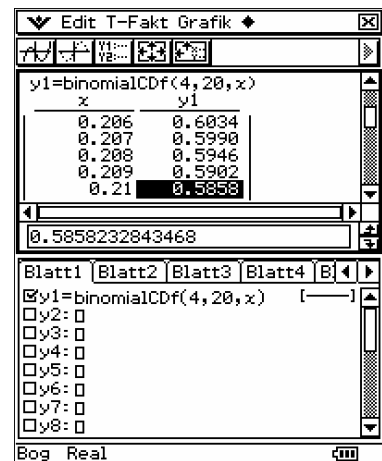 Edit T-Fakt Grafik
y1=binomialCDf(4,20,x)
x y1
0.206 0.6034
0.207 0.5990
0.208 0.5946
0.209 0.5902
0.21 0.5858
0.5858232843468
Blatt1 Blatt2 Blatt3 Blatt4 B
y1=binomialCDf(4,20,x) [—]
y2:
y3:
y4:
y5:
y6:
y7:
y8:
Bog Real